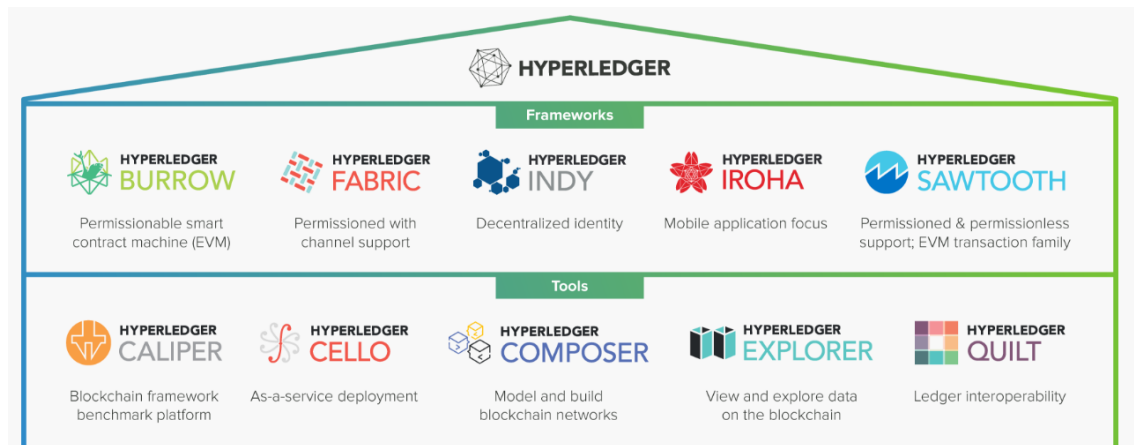 HYPERLEDGER
Frameworks
HYPERLEDGER
BURROW
Permissionable smart
contract machine (EVM)
HYPERLEDGER
FABRIC
Permissioned with
channel support
HYPERLEDGER
INDY
Decentralized identity
HYPERLEDGER
IROHA
Mobile application focus
HYPERLEDGER
SAWTOOTH
Permissioned & permissionless
support; EVM transaction family
Tools
HYPERLEDGER
CALIPER
Blockchain framework
benchmark platform
HYPERLEDGER
CELLO
As-a-service deployment
HYPERLEDGER
COMPOSER
Model and build
blockchain networks
HYPERLEDGER
EXPLORER
View and explore data
on the blockchain
HYPERLEDGER
QUILT
Ledger interoperability